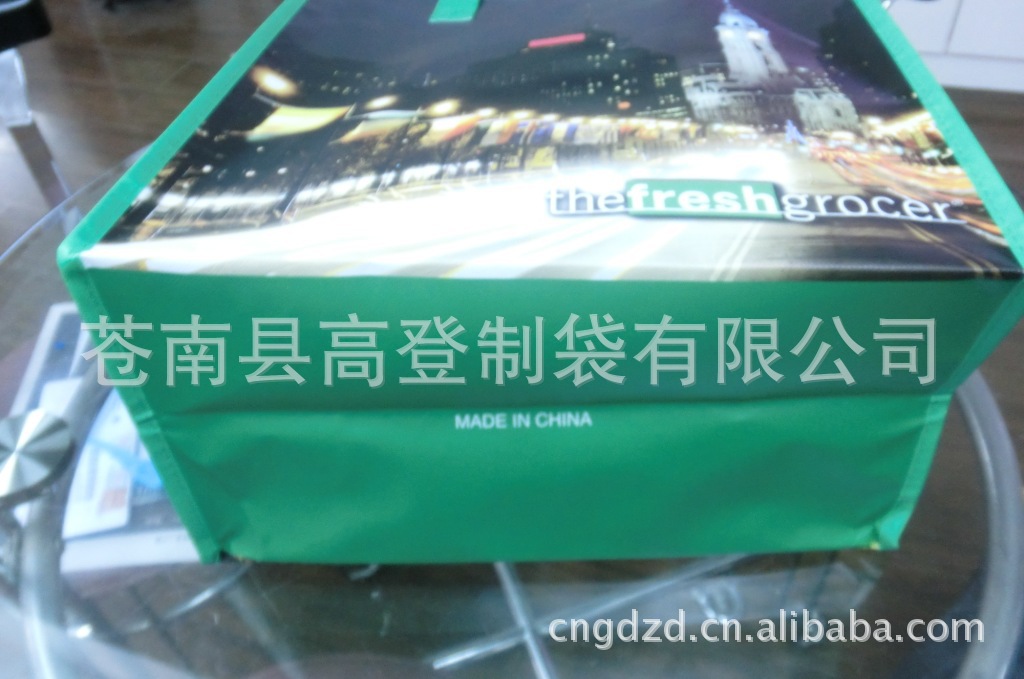 thefreshgrocer
苍南县高登制袋有限公司
MADE IN CHINA
cngdzd.cn.alibaba.com